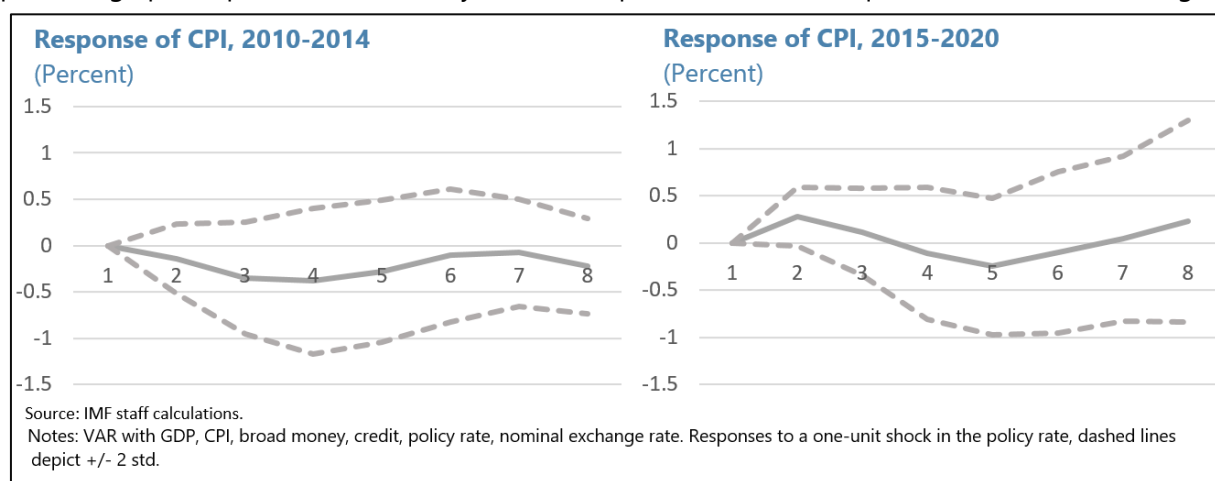 Response of CPI, 2010-2014
(Percent)
1.5
1
0.5
0
-0.5
-1
-1.5
1 2 3 4 5 6 7 8
Response of CPI, 2015-2020
(Percent)
1.5
1
0.5
0
-0.5
-1
-1.5
1 2 3 4 5 6 7 8
Source: IMF staff calculations.
Notes: VAR with GDP, CPI, broad money, credit, policy rate, nominal exchange rate. Responses to a one-unit shock in the policy rate, dashed lines
depict +/- 2 std.